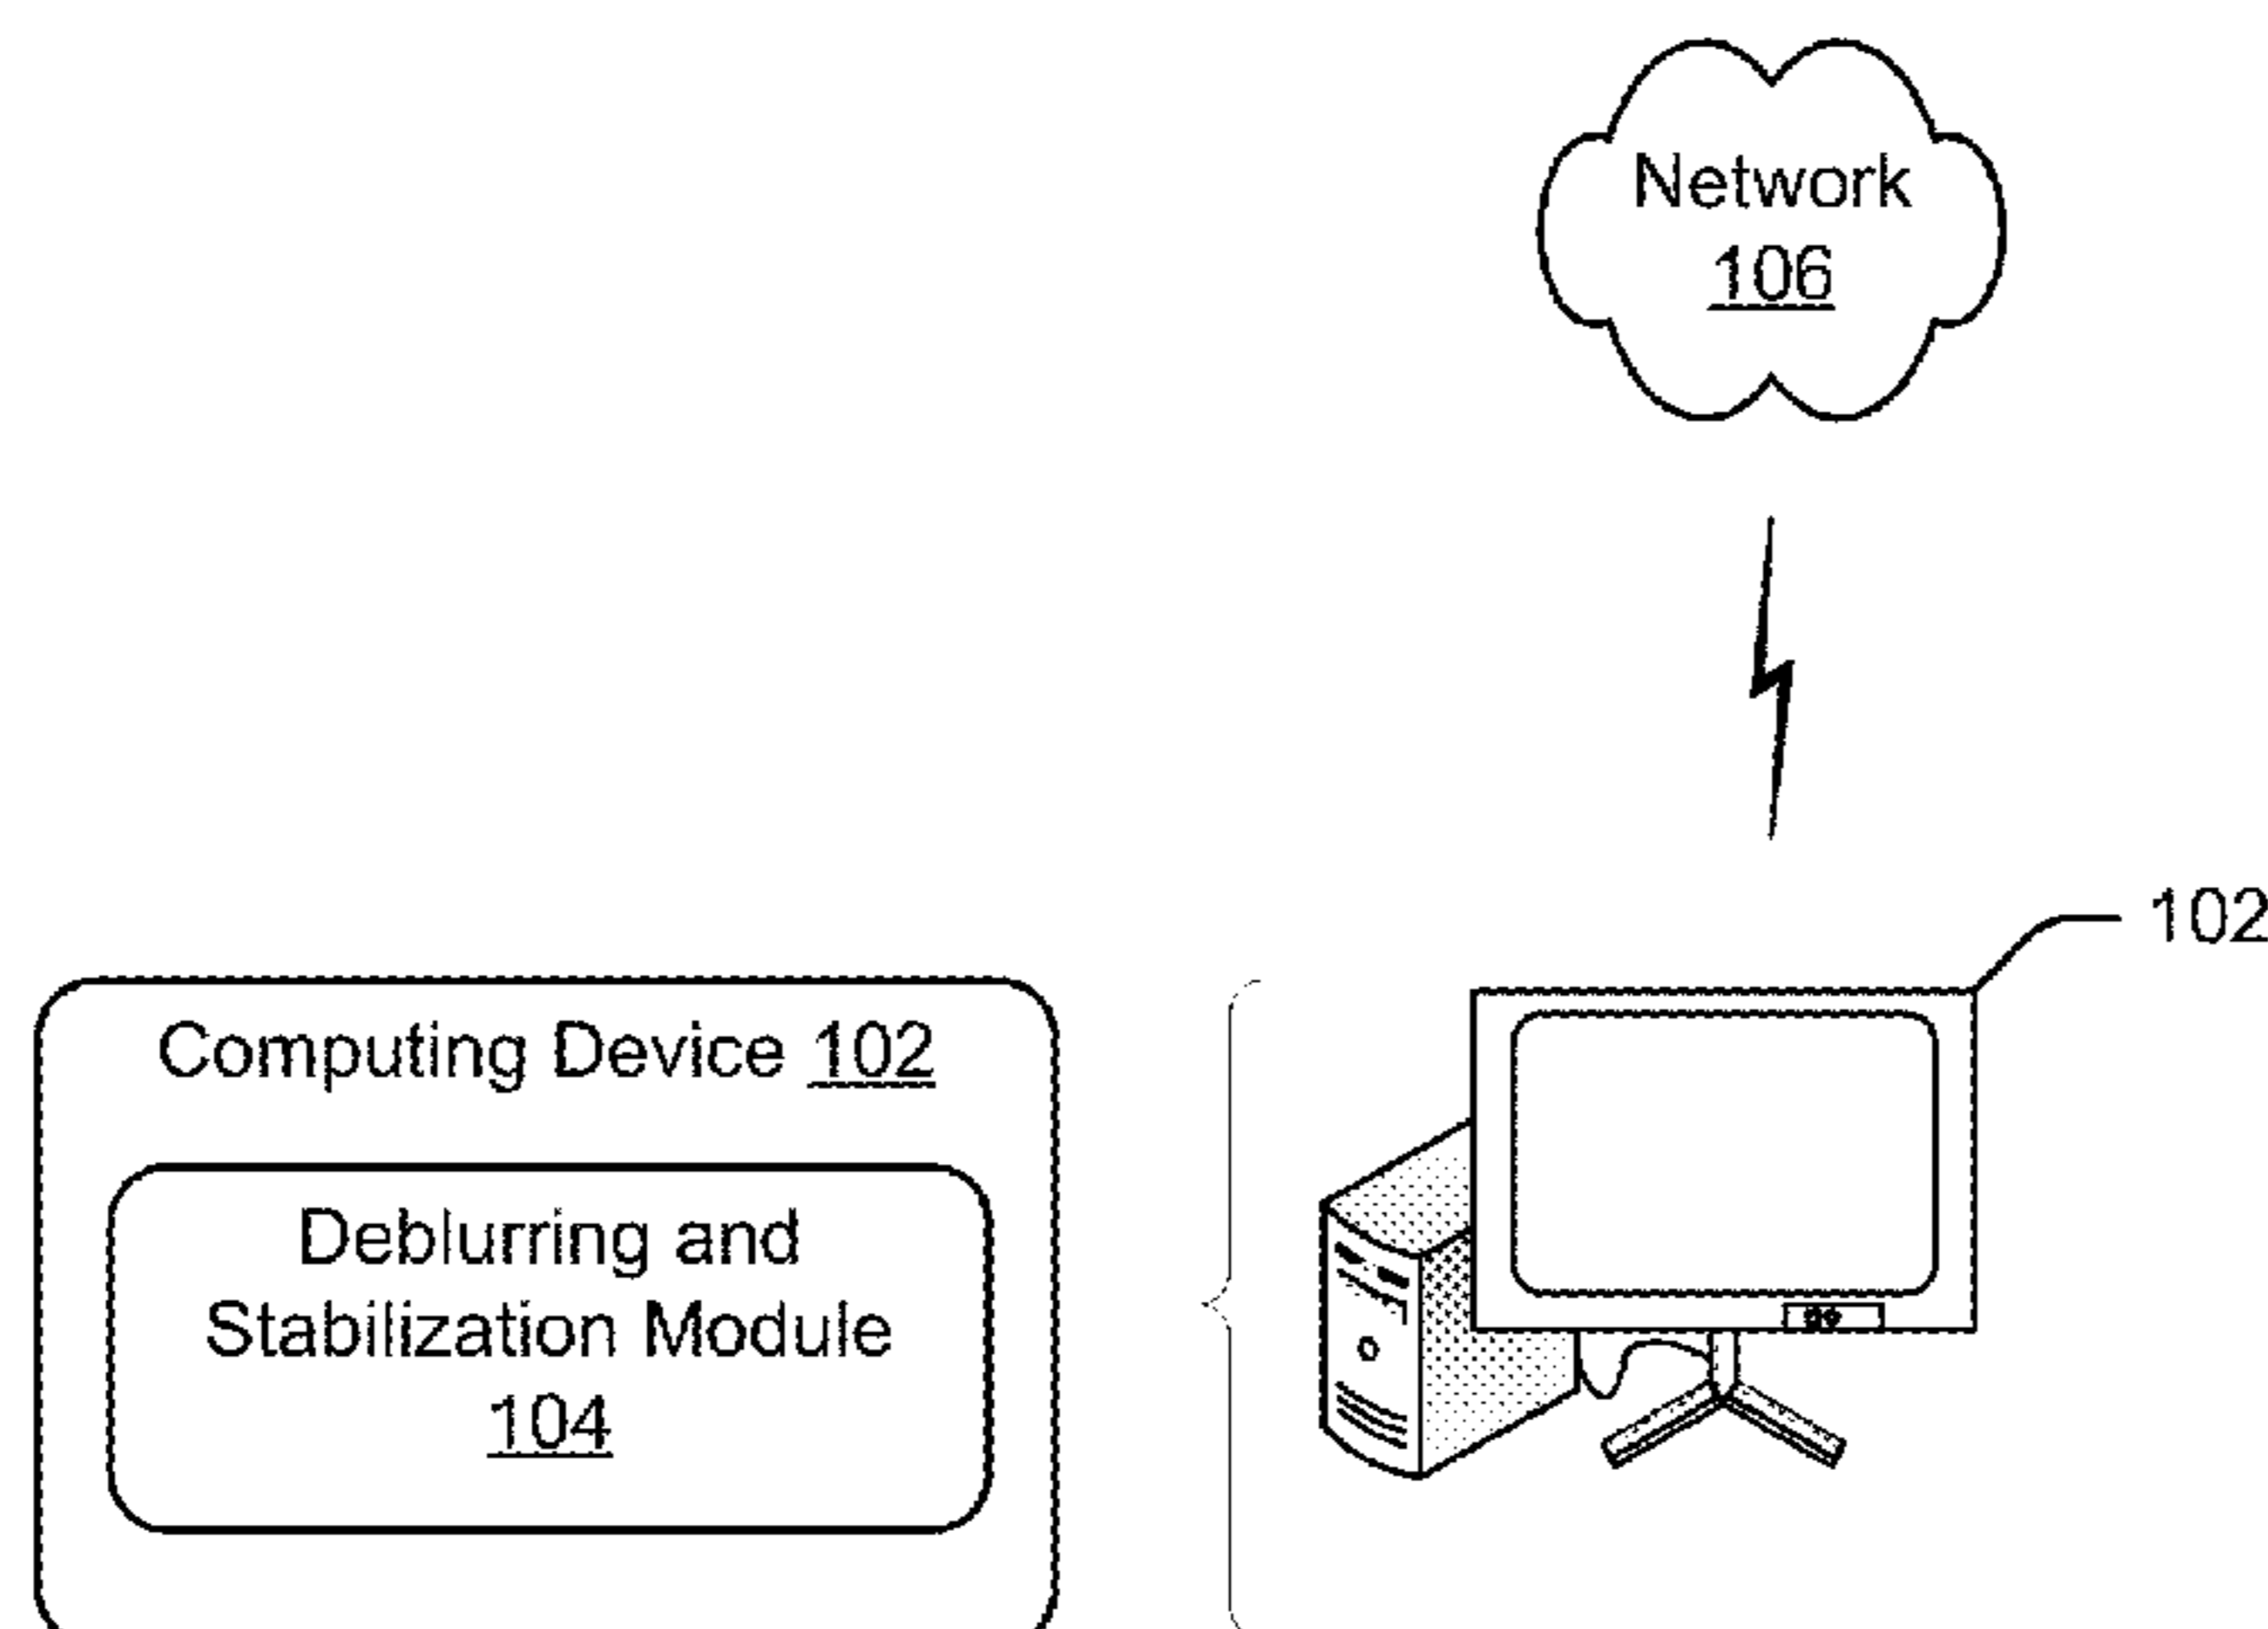 Network
106
102
Computing Device 102
Deblurring and
Stabilization Module
104